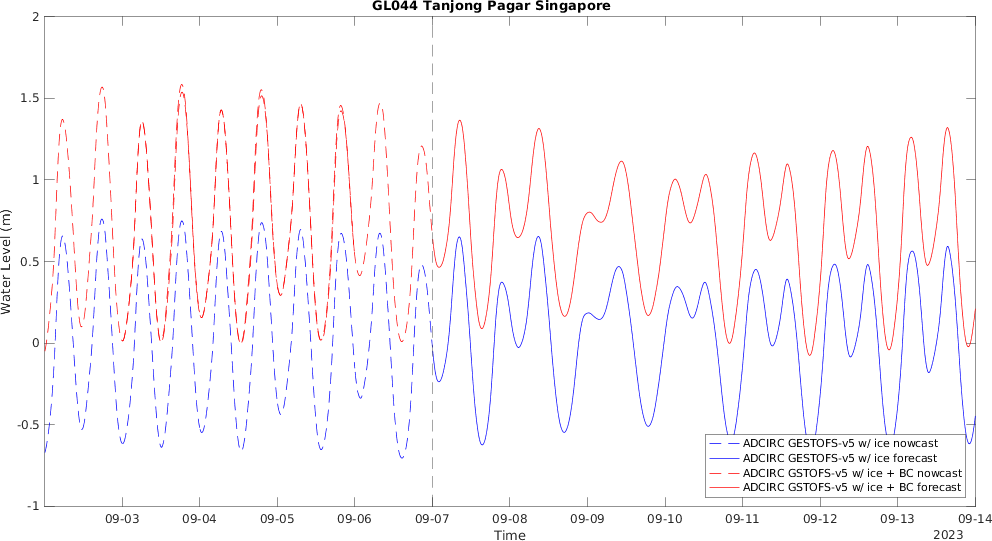 GL044 Tanjong Pagar Singapore
2
1.5
1
0.5
0
-0.5
-1
Water Level (m)
ADCIRC GESTOFS-v5 w/ ice nowcast
ADCIRC GESTOFS-v5 w/ ice forecast
ADCIRC GSTOFS-v5 w/ ice + BC nowcast
ADCIRC GSTOFS-v5 w/ ice + BC forecast
09-03 09-04 09-05 09-06 09-07 09-08 09-09 09-10 09-11 09-12 09-13 09-14
Time
2023